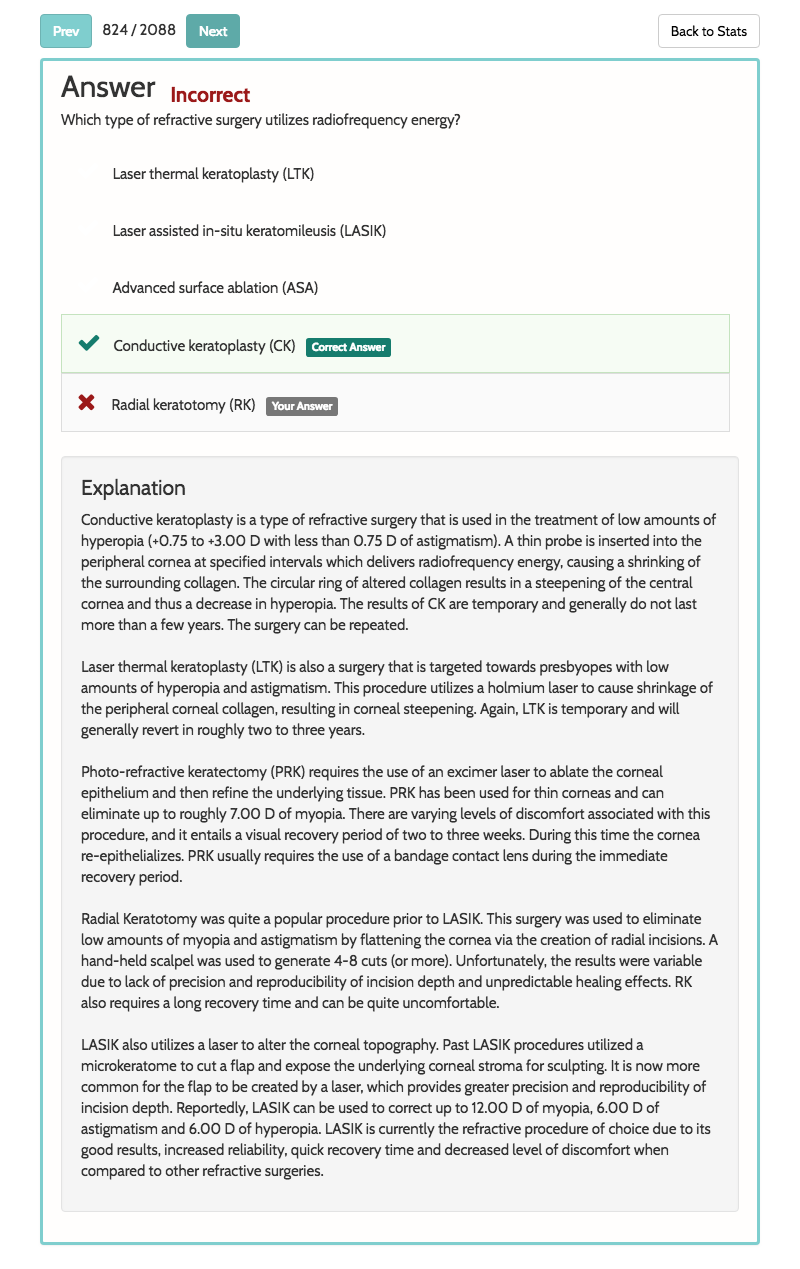 Prev 824 / 2088 Next Back to Stats
Answer Incorrect
Which type of refractive surgery utilizes radiofrequency energy?
Laser thermal keratoplasty (LTK)
Laser assisted in-situ keratomileusis (LASIK)
Advanced surface ablation (ASA)
Conductive keratoplasty (CK) Correct Answer
Radial keratotomy (RK) Your Answer
Explanation
Conductive keratoplasty is a type of refractive surgery that is used in the treatment of low amounts of
hyperopia (+0.75 to +3.00 D with less than 0.75 D of astigmatism). A thin probe is inserted into the
peripheral cornea at specified intervals which delivers radiofrequency energy, causing a shrinking of
the surrounding collagen. The circular ring of altered collagen results in a steepening of the central
cornea and thus a decrease in hyperopia. The results of CK are temporary and generally do not last
more than a few years. The surgery can be repeated.
Laser thermal keratoplasty (LTK) is also a surgery that is targeted towards presbyopes with low
amounts of hyperopia and astigmatism. This procedure utilizes a holmium laser to cause shrinkage of
the peripheral corneal collagen, resulting in corneal steepening. Again, LTK is temporary and will
generally revert in roughly two to three years.
Photo-refractive keratectomy (PRK) requires the use of an excimer laser to ablate the corneal
epithelium and then refine the underlying tissue. PRK has been used for thin corneas and can
eliminate up to roughly 7.00 D of myopia. There are varying levels of discomfort associated with this
procedure, and it entails a visual recovery period of two to three weeks. During this time the cornea
re-epithelializes. PRK usually requires the use of a bandage contact lens during the immediate
recovery period.
Radial Keratotomy was quite a popular procedure prior to LASIK. This surgery was used to eliminate
low amounts of myopia and astigmatism by flattening the cornea via the creation of radial incisions. A
hand-held scalpel was used to generate 4-8 cuts (or more). Unfortunately, the results were variable
due to lack of precision and reproducibility of incision depth and unpredictable healing effects. RK
also requires a long recovery time and can be quite uncomfortable.
LASIK also utilizes a laser to alter the corneal topography. Past LASIK procedures utilized a
microkeratome to cut a flap and expose the underlying corneal stroma for sculpting. It is now more
common for the flap to be created by a laser, which provides greater precision and reproducibility of
incision depth. Reportedly, LASIK can be used to correct up to 12.00 D of myopia, 6.00 D of
astigmatism and 6.00 D of hyperopia. LASIK is currently the refractive procedure of choice due to its
good results, increased reliability, quick recovery time and decreased level of discomfort when
compared to other refractive surgeries.